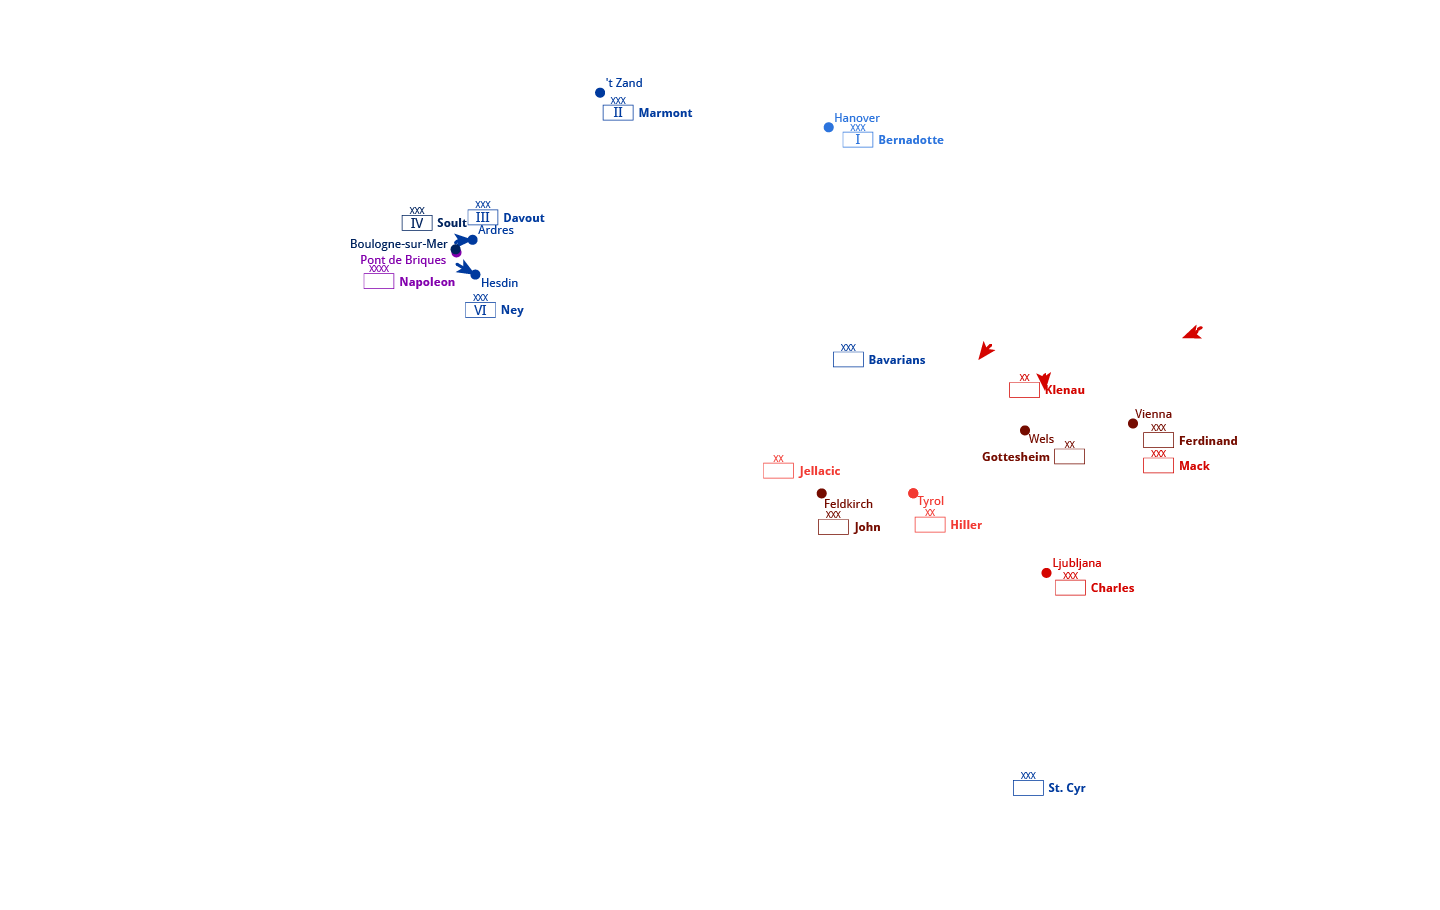 't Zand
XXX
II Marmont
Hanover
XXX
I Bernadotte
XXX
IV Soult
XXX
III Davout
Ardres
Boulogne-sur-Mer
Pont de Briques
XXXX
Napoleon
Hesdin
XXX
VI Ney
XXX
Bavarians
XX
Klenau
Vienna
XXX
Ferdinand
XXX
Mack
Wels
XX
Gottesheim
XX
Jellacic
Feldkirch
XXX
John
Tyrol
XX
Hiller
Ljubljana
XXX
Charles
XXX
St. Cyr